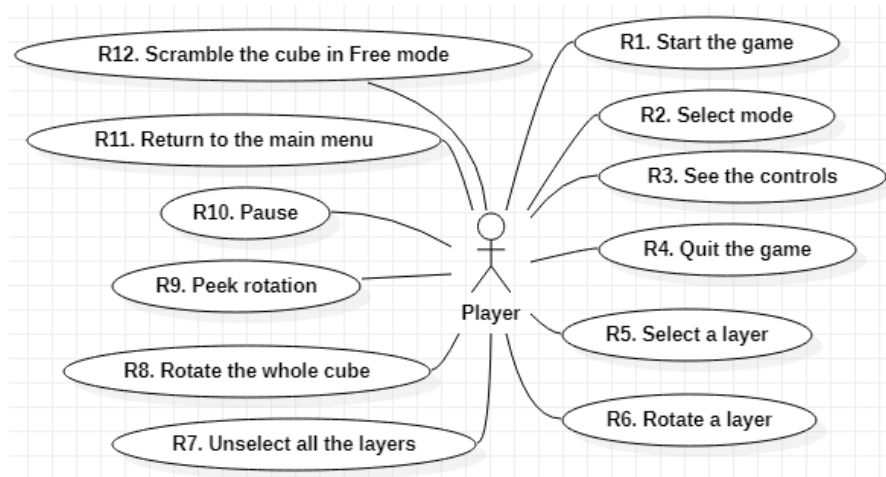 R12. Scramble the cube in Free mode
R1. Start the game
R11. Return to the main menu
R2. Select mode
R3. See the controls
R10. Pause
R4. Quit the game
R9. Peek rotation
Player
R5. Select a layer
R8. Rotate the whole cube
R6. Rotate a layer
R7. Unselect all the layers